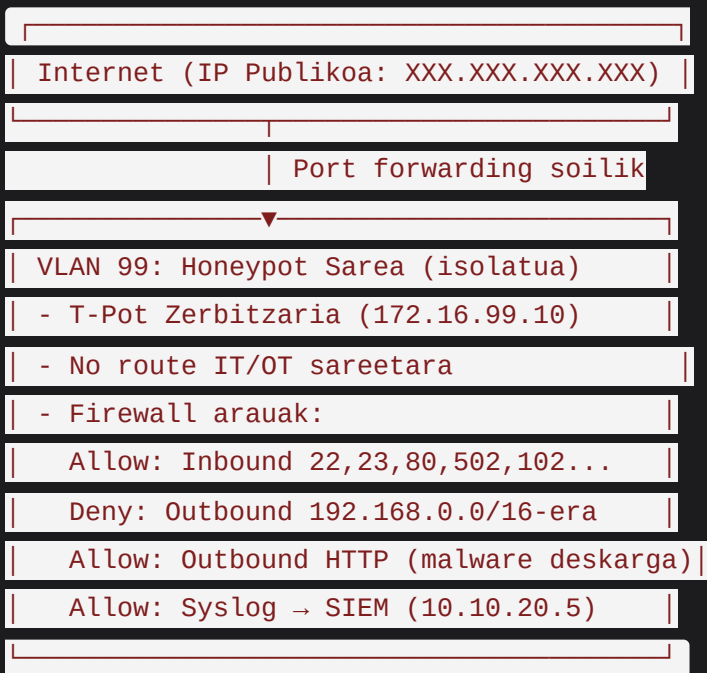 Internet (IP Publikoa: XXX.XXX.XXX.XXX)
Port forwarding soilik
VLAN 99: Honeypot Sarea (isolatua)
- T-Pot Zerbitzaria (172.16.99.10)
- No route IT/OT sareetara
- Firewall arauak:
Allow: Inbound 22,23,80,502,102...
Deny: Outbound 192.168.0.0/16-era
Allow: Outbound HTTP (malware deskarga)
Allow: Syslog → SIEM (10.10.20.5)